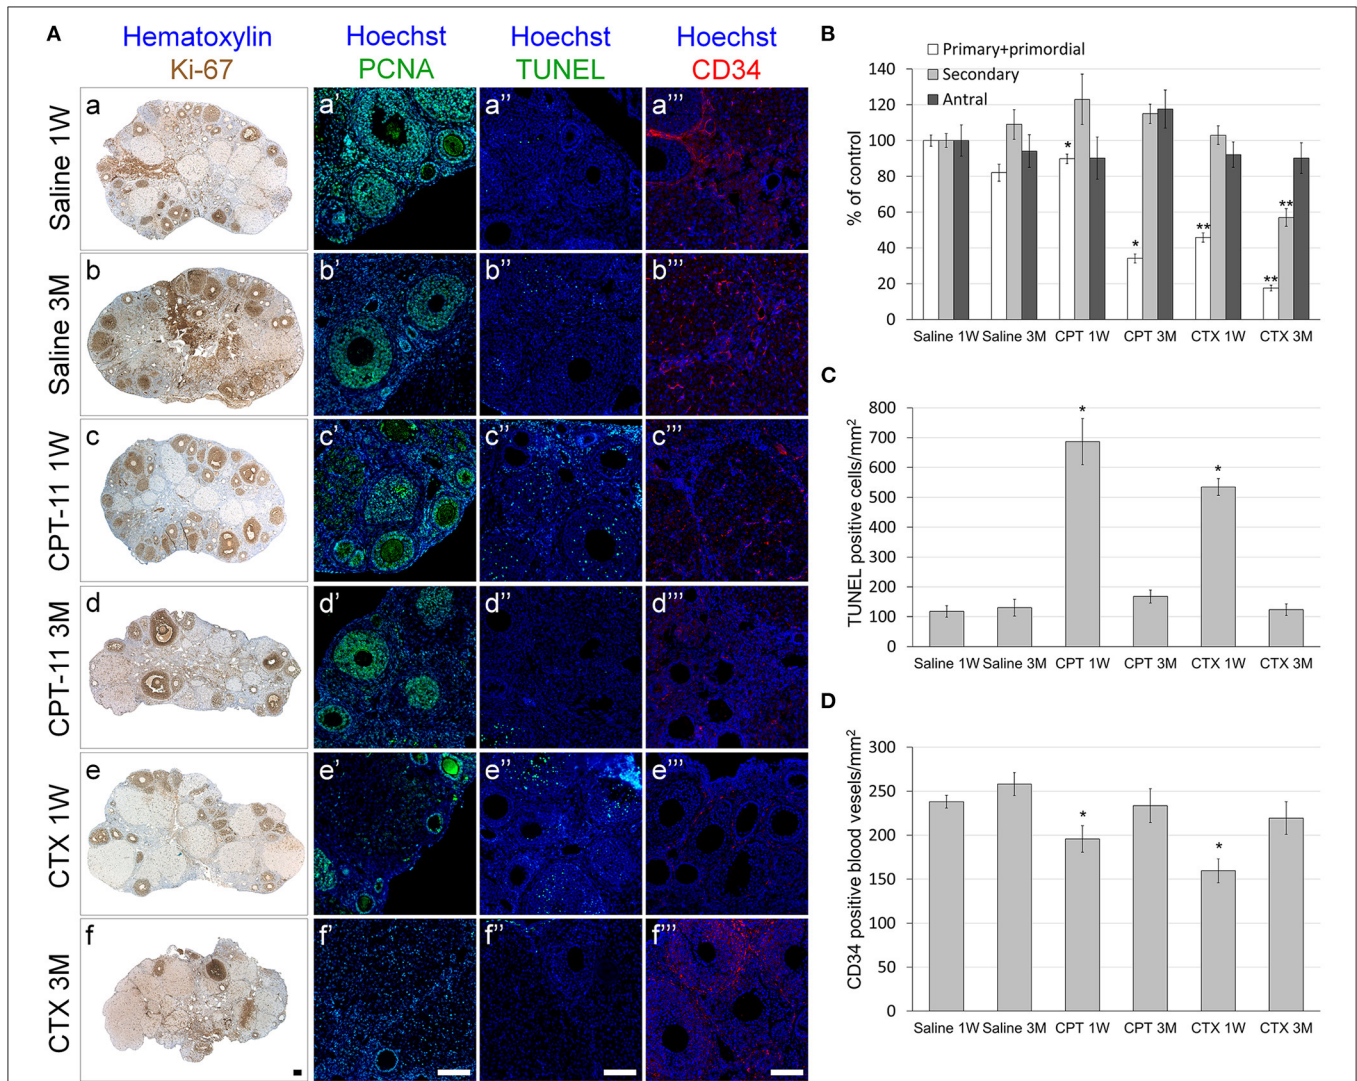 A
Hematoxylin Hoechst Hoechst Hoechst
Ki-67 PCNA TUNEL CD34
Saline 1W
a a' a'' a'''
Saline 3M
b b' b'' b'''
CPT-11 1W
c c' c'' c'''
CPT-11 3M
d d' d'' d'''
CTX 1W
e e' e'' e'''
CTX 3M
f f' f'' f'''
B
Primary+primordial
Secondary
Antral
% of control
140
120
100
80
60
40
20
0
* * ** ** ** **
Saline 1W Saline 3M CPT 1W CPT 3M CTX 1W CTX 3M
C
TUNEL positive cells/mm²
800
700
600
500
400
300
200
100
0
* *
Saline 1W Saline 3M CPT 1W CPT 3M CTX 1W CTX 3M
D
CD34 positive blood vesels/mm²
300
250
200
150
100
50
0
* *
Saline 1W Saline 3M CPT 1W CPT 3M CTX 1W CTX 3M